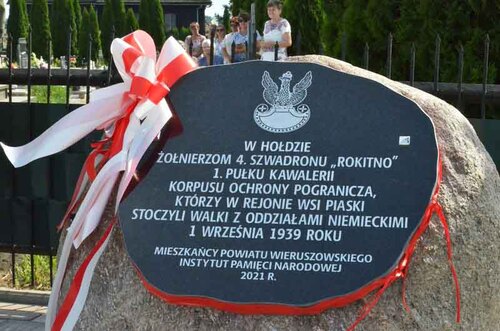 W HOŁDZIE
ŻOŁNIERZOM 4. SZWADRONU „ROKITNO”
1. PUŁKU KAWALERII
KORPUSU OCHRONY POGRANICZA,
KTÓRZY W REJONIE WSI PIASKI
STOCZYLI WALKI Z ODDZIAŁAMI NIEMIECKIMI
1 WRZEŚNIA 1939 ROKU
MIESZKAŃCY POWIATU WIERUSZOWSKIEGO
INSTYTUT PAMIĘCI NARODOWEJ
2021 R.